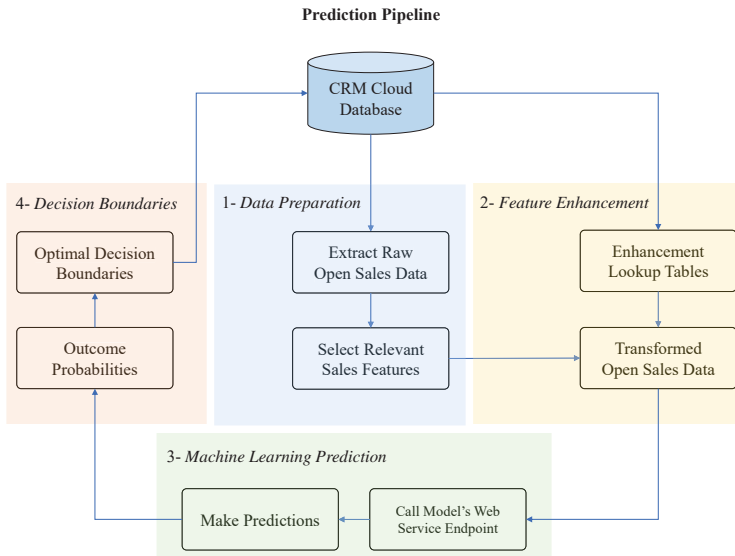 Prediction Pipeline
CRM Cloud
Database
4- Decision Boundaries
Optimal Decision
Boundaries
Outcome
Probabilities
1- Data Preparation
Extract Raw
Open Sales Data
Select Relevant
Sales Features
2- Feature Enhancement
Enhancement
Lookup Tables
Transformed
Open Sales Data
3- Machine Learning Prediction
Make Predictions
Call Model's Web
Service Endpoint